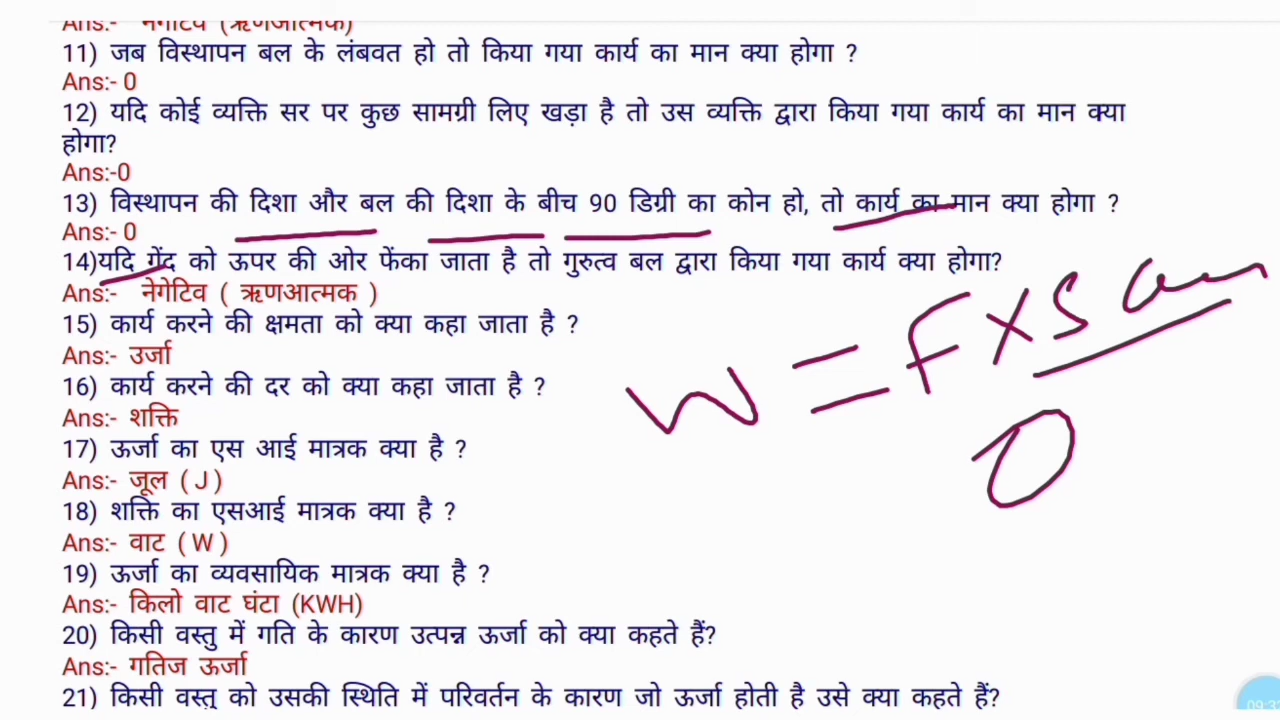 Ans:- नेगेटिव (ऋणआत्मक)
11) जब विस्थापन बल के लंबवत हो तो किया गया कार्य का मान क्या होगा ?
Ans:- 0
12) यदि कोई व्यक्ति सर पर कुछ सामग्री लिए खड़ा है तो उस व्यक्ति द्वारा किया गया कार्य का मान क्या
होगा?
Ans:-0
13) विस्थापन की दिशा और बल की दिशा के बीच 90 डिग्री का कोन हो, तो कार्य का मान क्या होगा ?
Ans:- 0
14)यदि गेंद को ऊपर की ओर फेंका जाता है तो गुरुत्व बल द्वारा किया गया कार्य क्या होगा?
Ans:- नेगेटिव ( ऋणआत्मक )
15) कार्य करने की क्षमता को क्या कहा जाता है ?
Ans:- उर्जा
16) कार्य करने की दर को क्या कहा जाता है ?
Ans:- शक्ति
W = F x S
0
17) ऊर्जा का एस आई मात्रक क्या है ?
Ans:- जूल ( J )
18) शक्ति का एसआई मात्रक क्या है ?
Ans:- वाट ( W )
19) ऊर्जा का व्यवसायिक मात्रक क्या है ?
Ans:- किलो वाट घंटा (KWH)
20) किसी वस्तु में गति के कारण उत्पन्न ऊर्जा को क्या कहते हैं?
Ans:- गतिज ऊर्जा
21) किसी वस्तु को उसकी स्थिति में परिवर्तन के कारण जो ऊर्जा होती है उसे क्या कहते हैं?